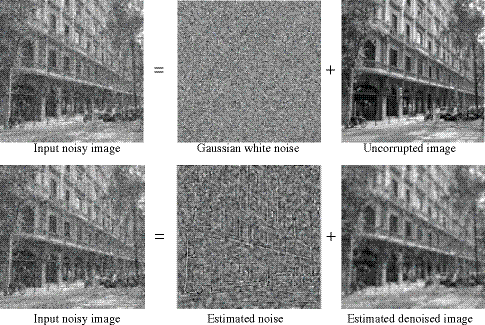 = +
Input noisy image Gaussian white noise Uncorrupted image
= +
Input noisy image Estimated noise Estimated denoised image